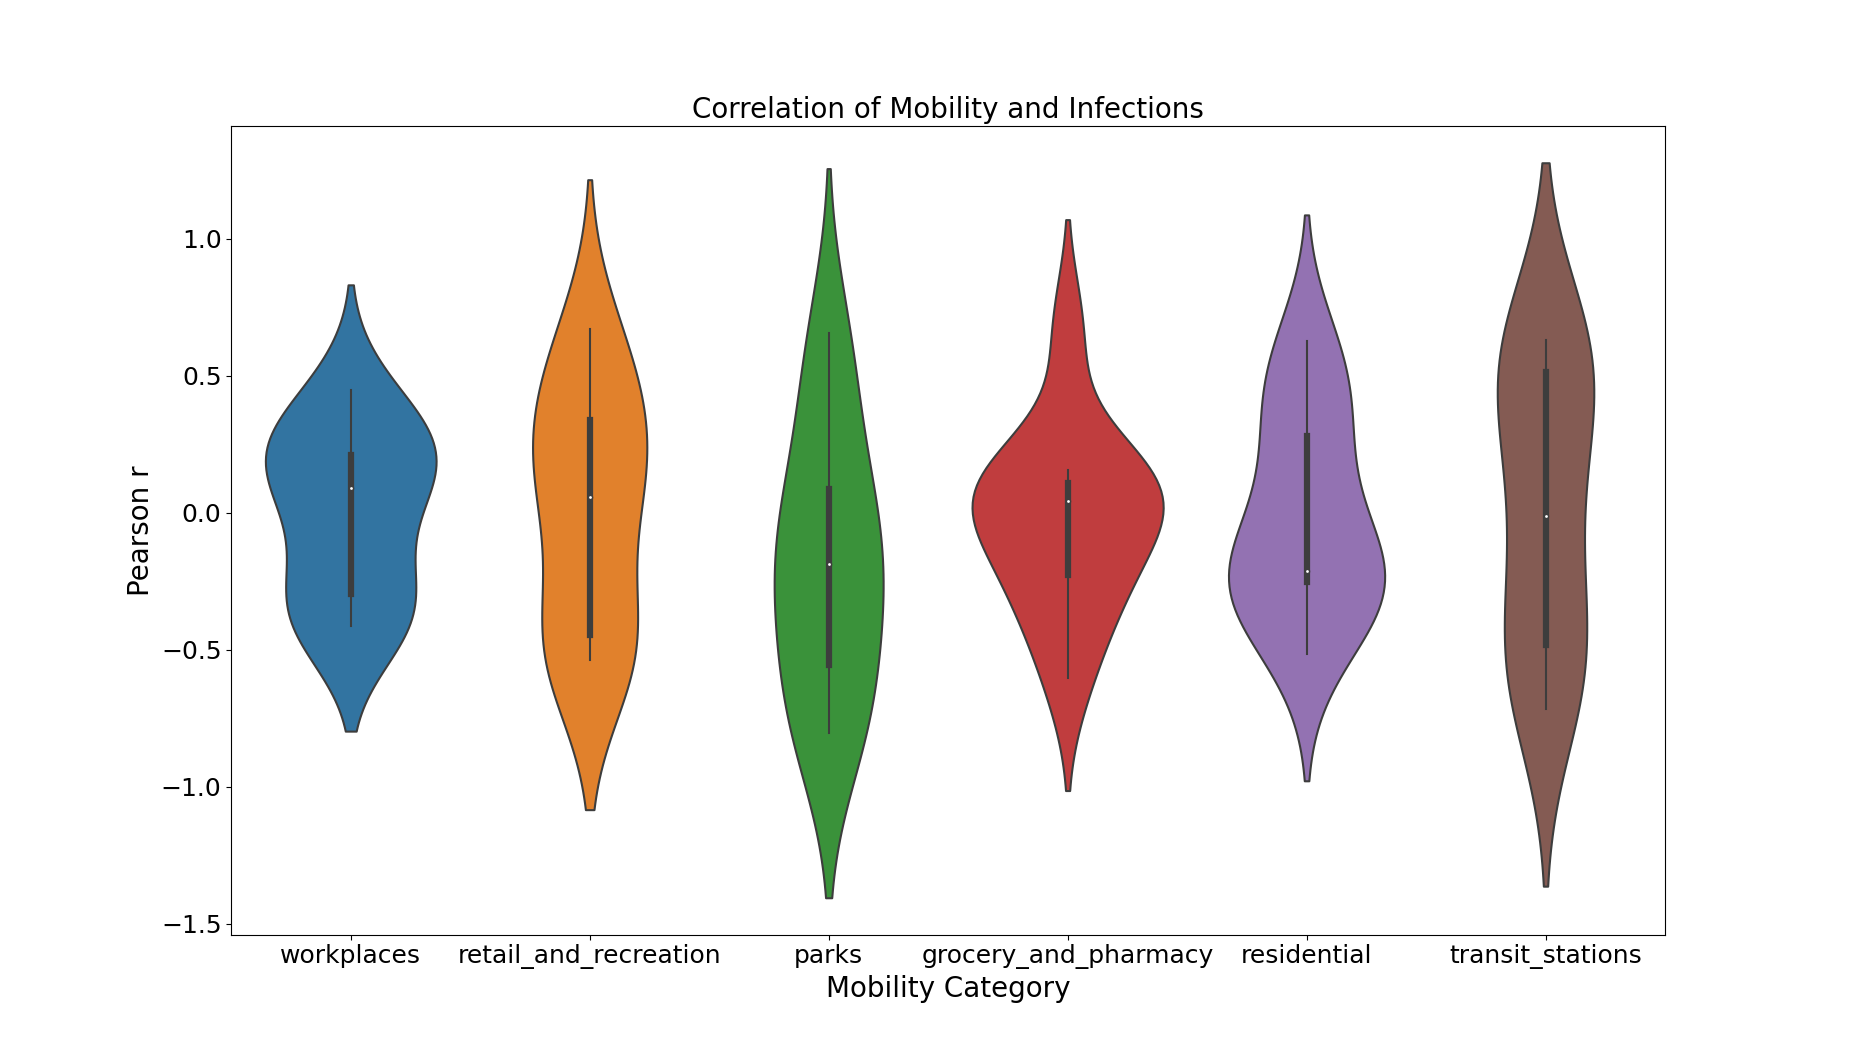 Correlation of Mobility and Infections
Pearson r
1.0
0.5
0.0
−0.5
−1.0
−1.5
workplaces retail_and_recreation parks grocery_and_pharmacy residential transit_stations
Mobility Category